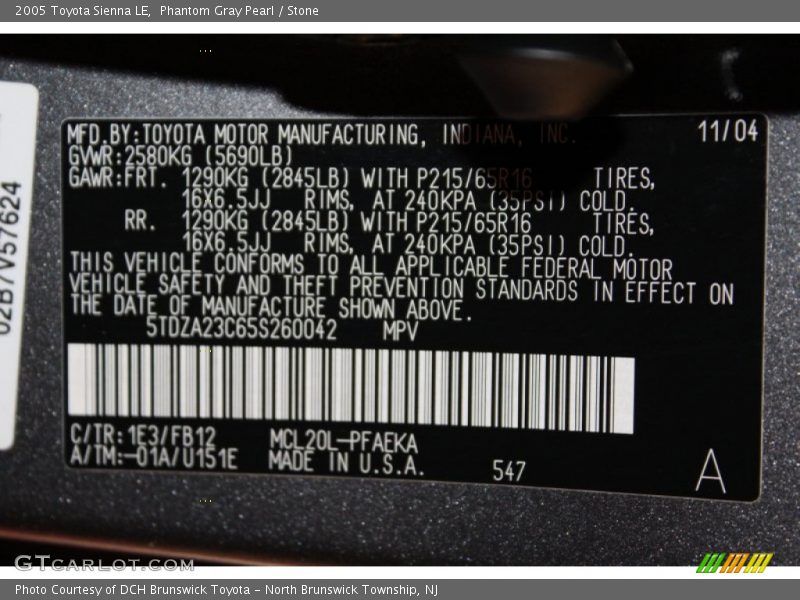 2005 Toyota Sienna LE, Phantom Gray Pearl / Stone
02B7V57624
MFD.BY:TOYOTA MOTOR MANUFACTURING, INDIANA, INC. 11/04
GVWR:2580KG (5690LB)
GAWR:FRT. 1290KG (2845LB) WITH P215/65R16 TIRES,
16X6.5JJ RIMS, AT 240KPA (35PSI) COLD.
RR. 1290KG (2845LB) WITH P215/65R16 TIRES,
16X6.5JJ RIMS, AT 240KPA (35PSI) COLD.
THIS VEHICLE CONFORMS TO ALL APPLICABLE FEDERAL MOTOR
VEHICLE SAFETY AND THEFT PREVENTION STANDARDS IN EFFECT ON
THE DATE OF MANUFACTURE SHOWN ABOVE.
5TDZA23C65S260042 MPV
C/TR:1E3/FB12 MCL20L-PFAEKA
A/TM:-01A/U151E MADE IN U.S.A. 547 A
GTCARLOT.COM
Photo Courtesy of DCH Brunswick Toyota - North Brunswick Township, NJ